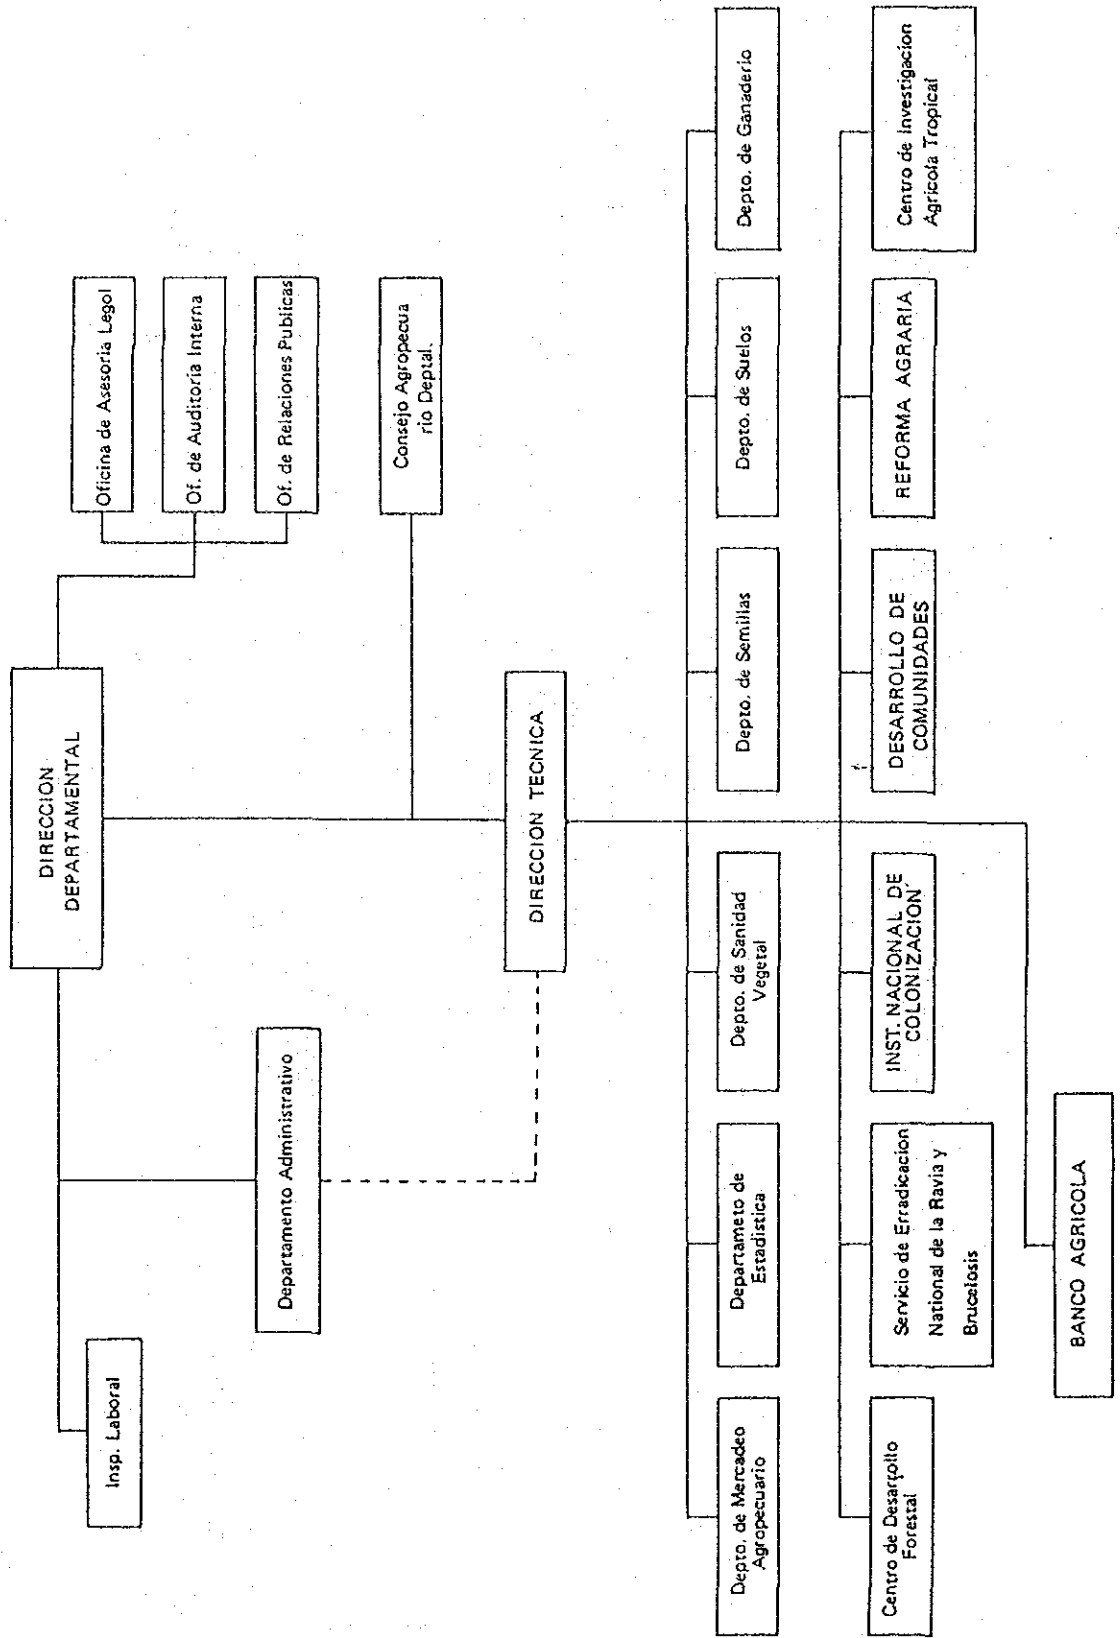 DIRECCION
DEPARTAMENTAL
Insp. Laboral
Oficina de Asesoria Legol
Of. de Auditoria Interna
Of. de Relaciones Publicas
Departamento Administrativo
Consejo Agropecua
rio Deptal.
DIRECCION TECNICA
Depto. de Mercadeo
Agropecuario
Departameto de
Estadística
Depto. de Sanidad
Vegetal
Depto. de Semillas
Depto. de Suelos
Depto. de Ganaderio
Centro de Desarrollo
Forestal
Servicio de Erradicacion
National de la Ravia y
Brucelosis
INST. NACIONAL DE
COLONIZACION
DESARROLLO DE
COMUNIDADES
REFORMA AGRARIA
Centro de Investigacion
Agricola Tropical
BANCO AGRICOLA